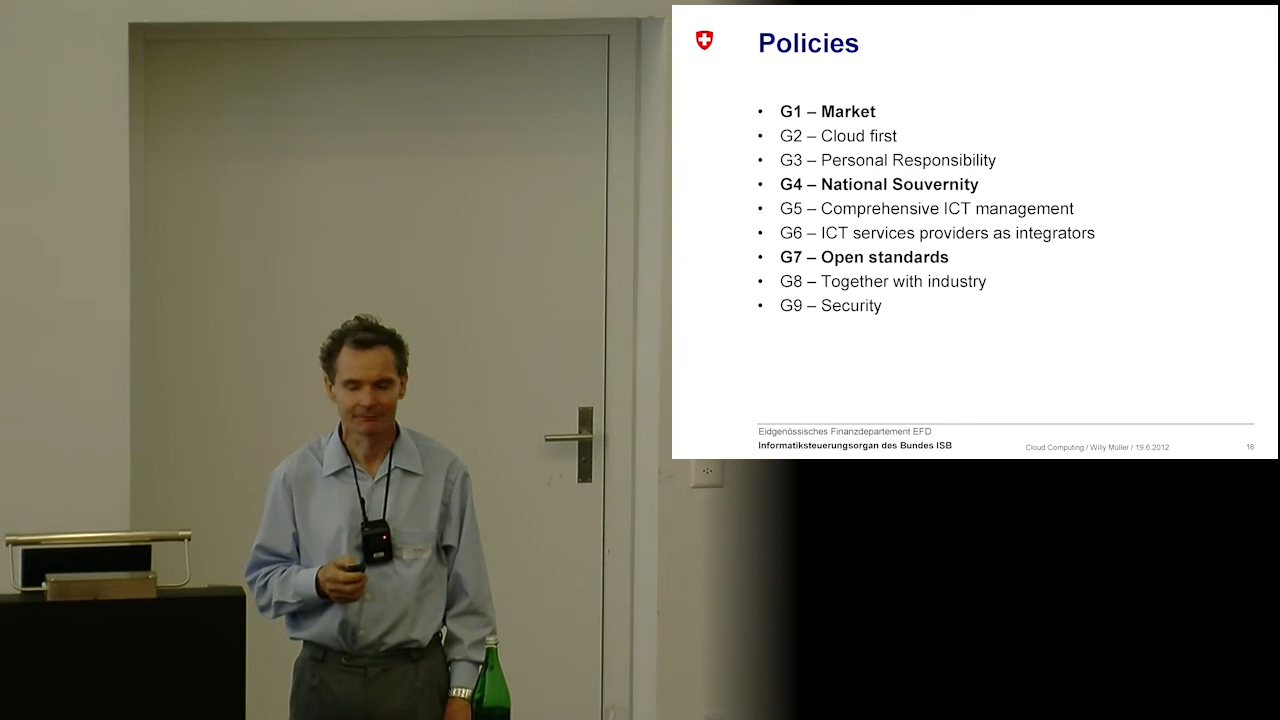 Policies
• G1 – Market
• G2 – Cloud first
• G3 – Personal Responsibility
• G4 – National Souvernity
• G5 – Comprehensive ICT management
• G6 – ICT services providers as integrators
• G7 – Open standards
• G8 – Together with industry
• G9 – Security
Eidgenössisches Finanzdepartement EFD
Informatiksteuerungsorgan des Bundes ISB
Cloud Computing / Willy Müller / 19.6.2012
18